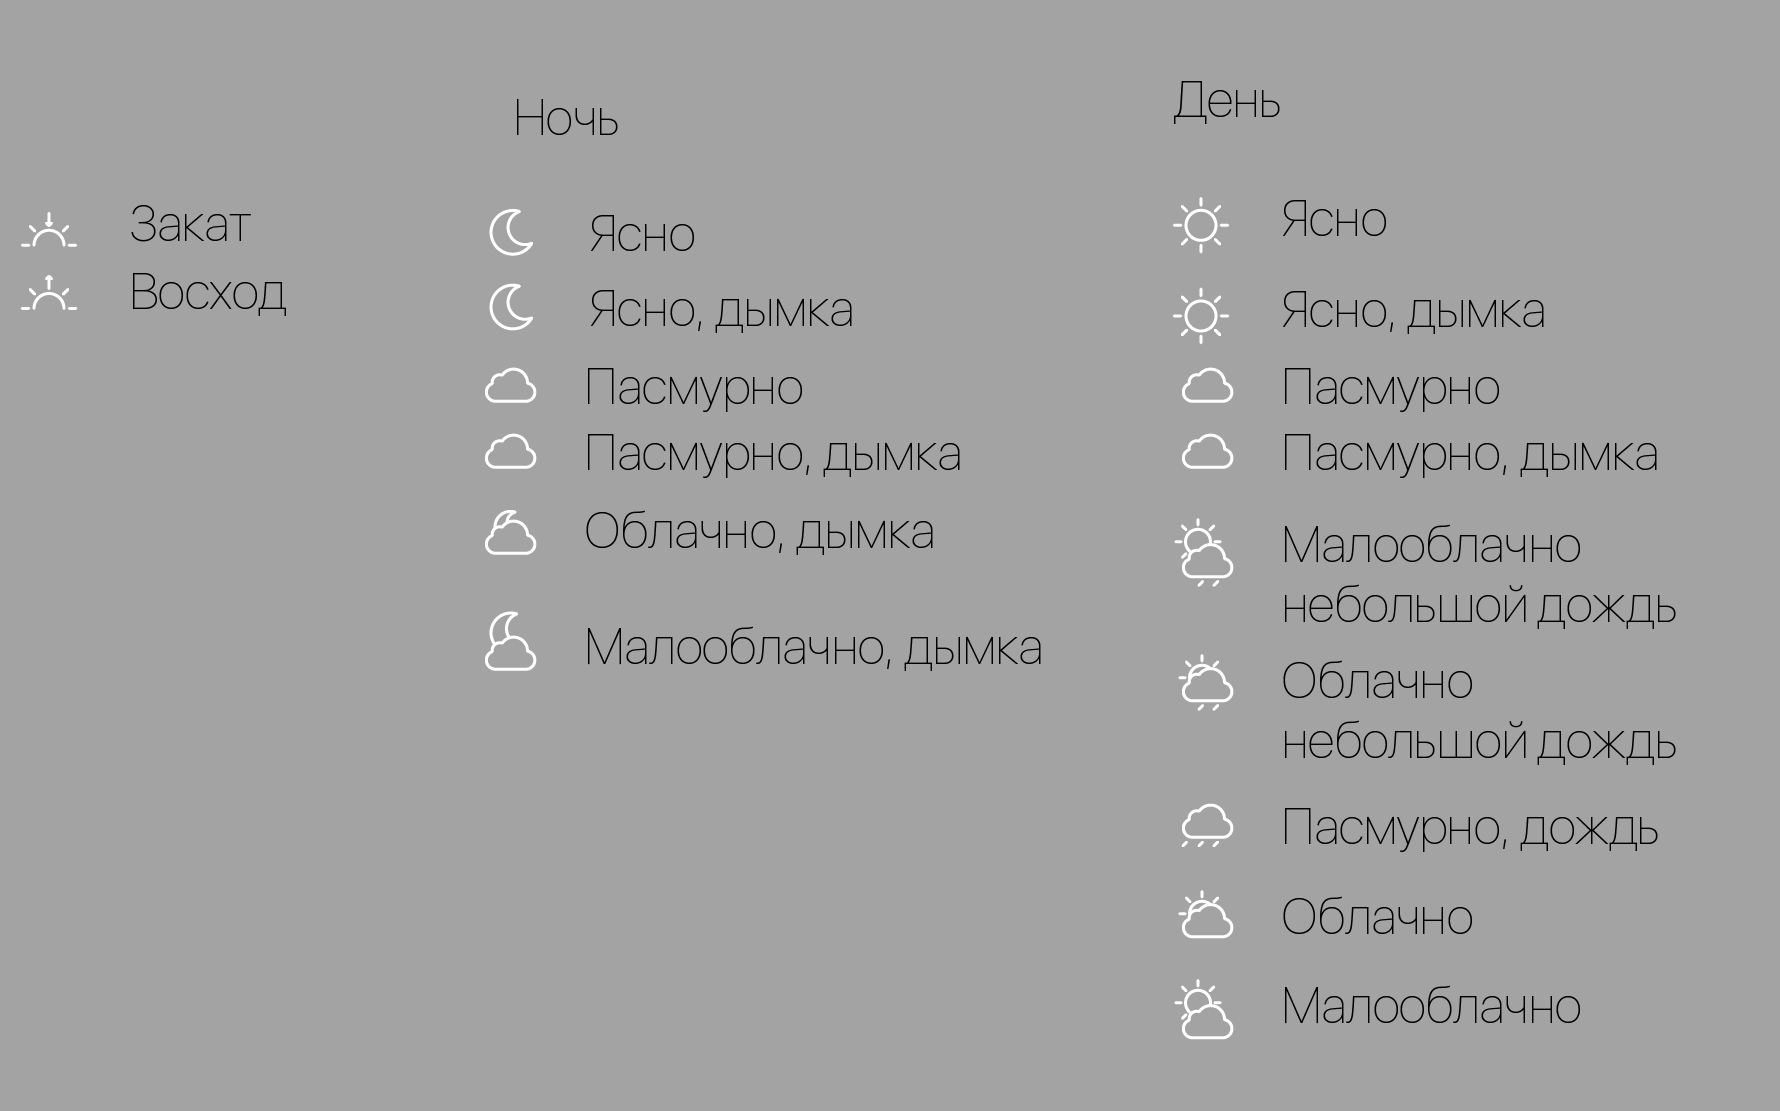 Закат
Восход
Ночь
Ясно
Ясно, дымка
Пасмурно
Пасмурно, дымка
Облачно, дымка
Малооблачно, дымка
День
Ясно
Ясно, дымка
Пасмурно
Пасмурно, дымка
Малооблачно
небольшой дождь
Облачно
небольшой дождь
Пасмурно, дождь
Облачно
Малооблачно